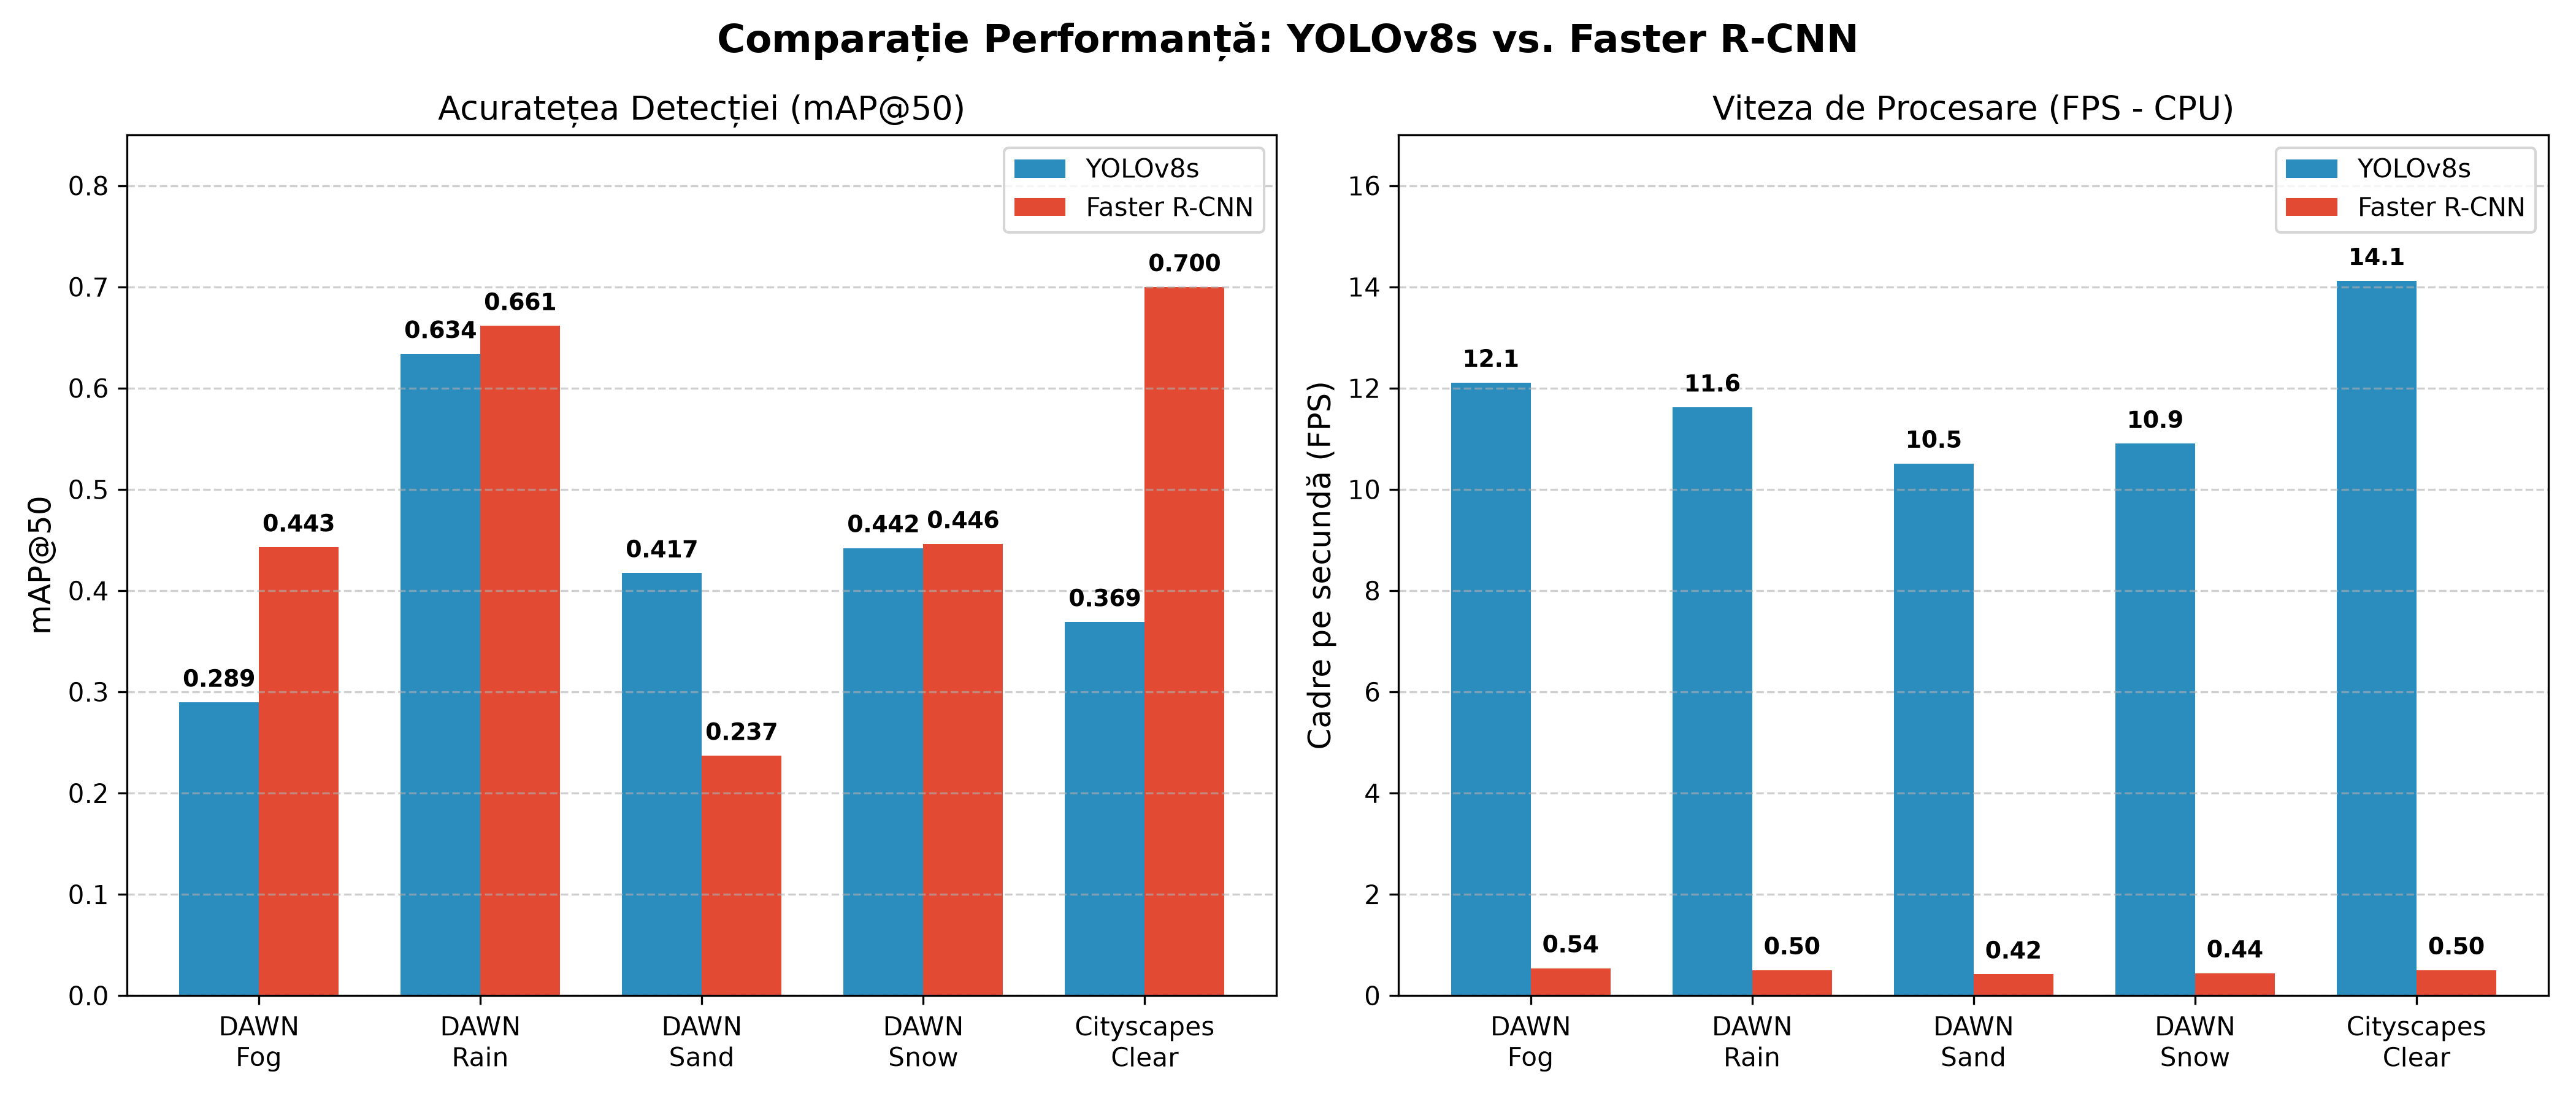 Comparație Performanță: YOLOv8s vs. Faster R-CNN
Acuratețea Detecției (mAP@50)
mAP@50
0.8
0.7
0.6
0.5
0.4
0.3
0.2
0.1
0.0
YOLOv8s
Faster R-CNN
0.289
0.443
0.634
0.661
0.417
0.237
0.442
0.446
0.369
0.700
DAWN
Fog
DAWN
Rain
DAWN
Sand
DAWN
Snow
Cityscapes
Clear
Viteza de Procesare (FPS - CPU)
Cadre pe secundă (FPS)
16
14
12
10
8
6
4
2
0
YOLOv8s
Faster R-CNN
12.1
0.54
11.6
0.50
10.5
0.42
10.9
0.44
14.1
0.50
DAWN
Fog
DAWN
Rain
DAWN
Sand
DAWN
Snow
Cityscapes
Clear